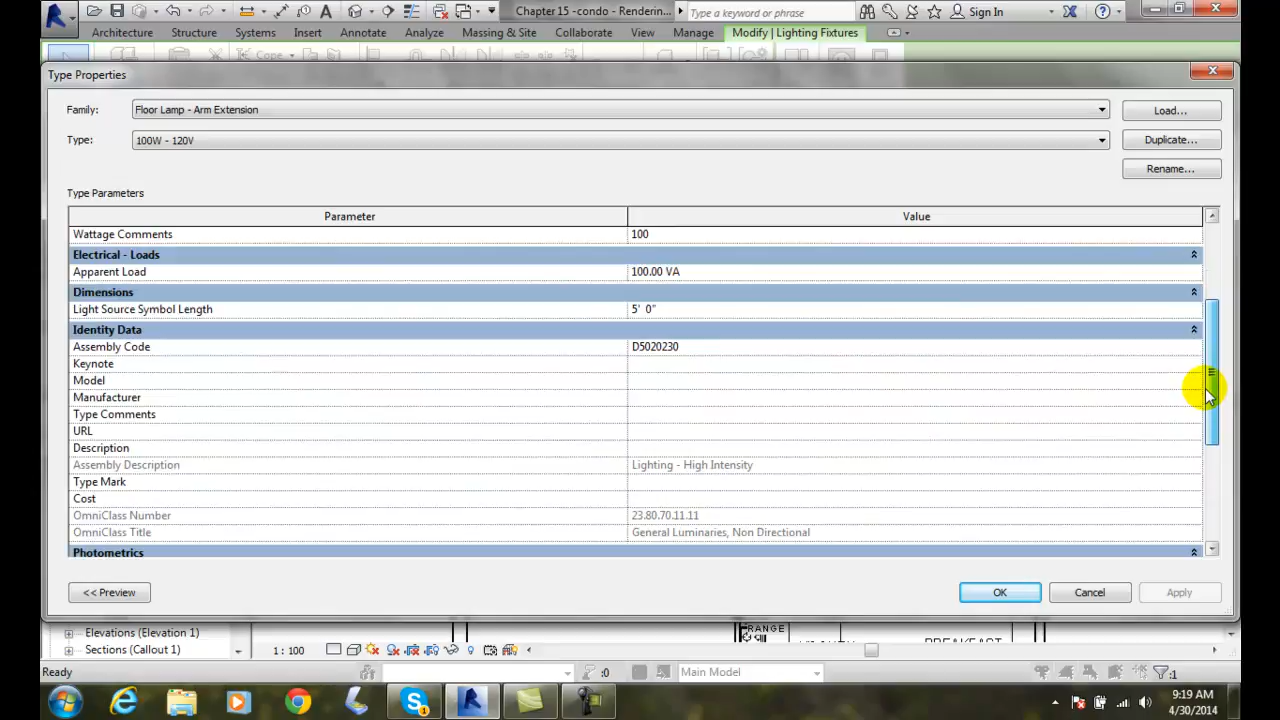 Chapter 15 -condo - Renderin...
Type a keyword or phrase
Sign In
Architecture Structure Systems Insert Annotate Analyze Massing & Site Collaborate View Manage Modify | Lighting Fixtures
Cope
Type Properties
Family: Floor Lamp - Arm Extension Load...
Type: 100W - 120V Duplicate...
Rename...
Type Parameters
Parameter Value
Wattage Comments 100
Electrical - Loads
Apparent Load 100.00 VA
Dimensions
Light Source Symbol Length 5' 0"
Identity Data
Assembly Code D5020230
Keynote
Model
Manufacturer
Type Comments
URL
Description
Assembly Description Lighting - High Intensity
Type Mark
Cost
OmniClass Number 23.80.70.11.11
OmniClass Title General Luminaries, Non Directional
Photometrics
<< Preview OK Cancel Apply
Elevations (Elevation 1)
Sections (Callout 1)
RANGE
1 : 100
Ready :0 Main Model :1
9:19 AM
4/30/2014